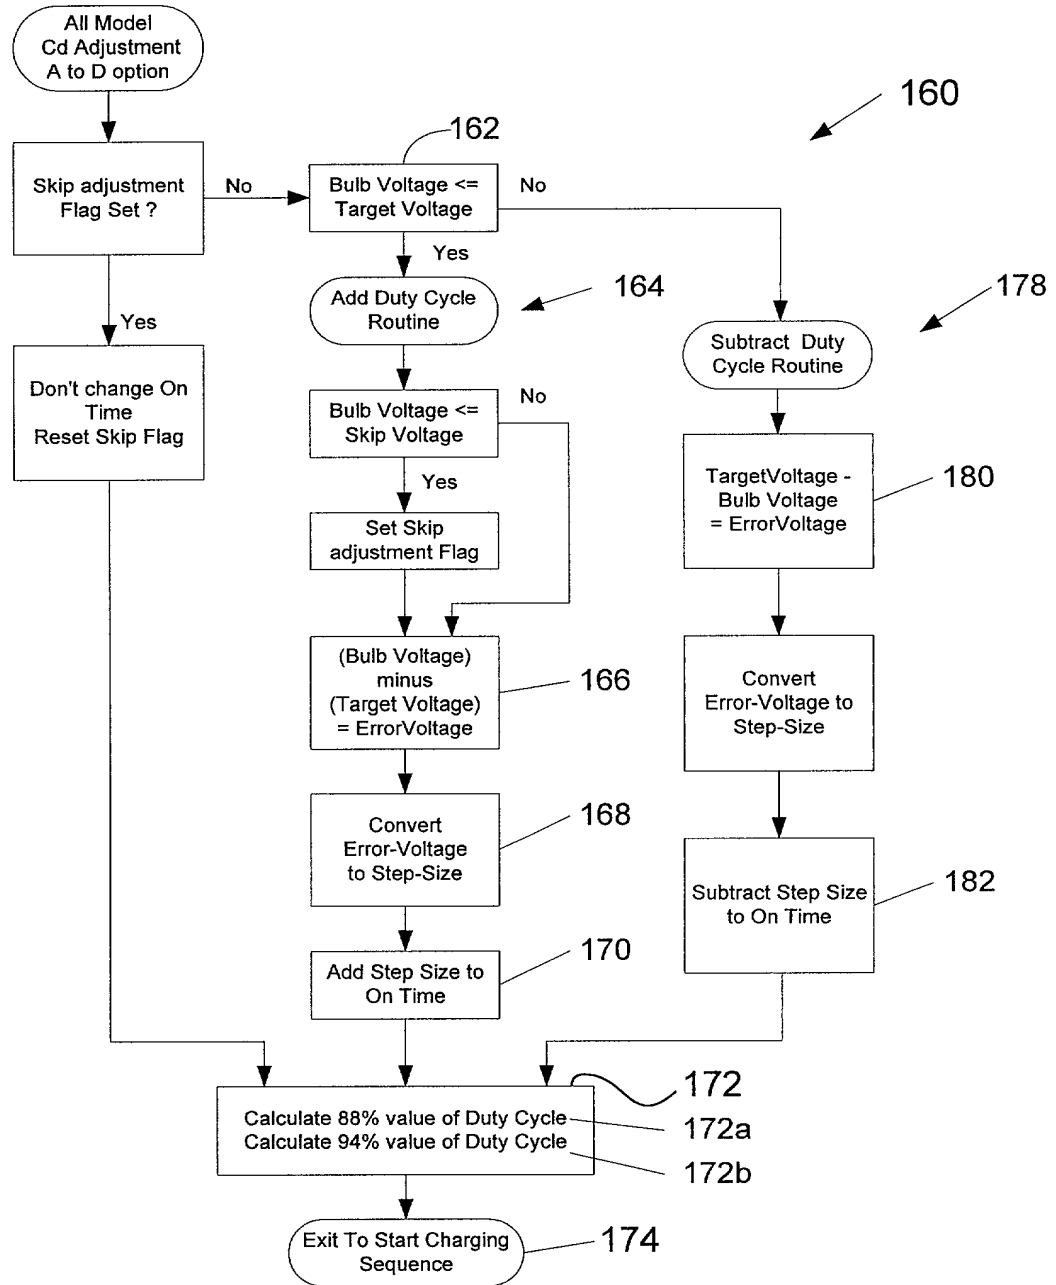 All Model
Cd Adjustment
A to D option
160
162
Skip adjustment
Flag Set ?
No
Bulb Voltage <=
Target Voltage
No
Yes
Add Duty Cycle
Routine
164
178
Yes
Subtract Duty
Cycle Routine
Don't change On
Time
Reset Skip Flag
Bulb Voltage <=
Skip Voltage
No
Yes
TargetVoltage -
Bulb Voltage
= ErrorVoltage
180
Set Skip
adjustment Flag
(Bulb Voltage)
minus
(Target Voltage)
= ErrorVoltage
166
Convert
Error-Voltage to
Step-Size
Convert
Error-Voltage
to Step-Size
168
Subtract Step Size
to On Time
182
Add Step Size to
On Time
170
172
Calculate 88% value of Duty Cycle
172a
Calculate 94% value of Duty Cycle
172b
Exit To Start Charging
Sequence
174